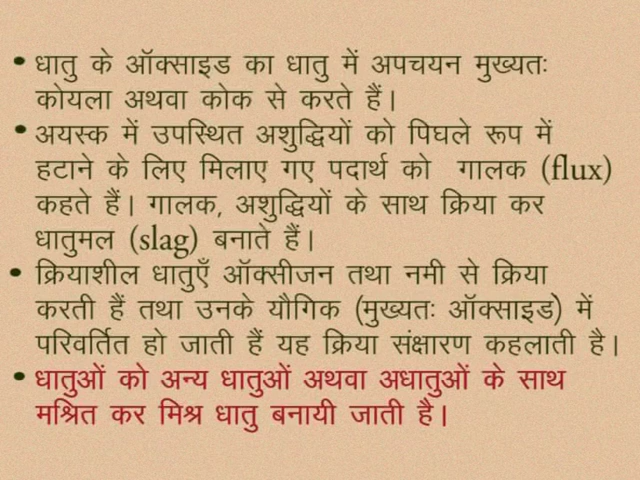 • धातु के ऑक्साइड का धातु में अपचयन मुख्यतः
कोयला अथवा कोक से करते हैं।
• अयस्क में उपस्थित अशुद्धियों को पिघले रूप में
हटाने के लिए मिलाए गए पदार्थ को गालक (flux)
कहते हैं। गालक, अशुद्धियों के साथ क्रिया कर
धातुमल (slag) बनाते हैं।
• क्रियाशील धातुएँ ऑक्सीजन तथा नमी से क्रिया
करती हैं तथा उनके यौगिक (मुख्यतः ऑक्साइड) में
परिवर्तित हो जाती हैं यह क्रिया संक्षारण कहलाती है।
• धातुओं को अन्य धातुओं अथवा अधातुओं के साथ
मश्रित कर मिश्र धातु बनायी जाती है।